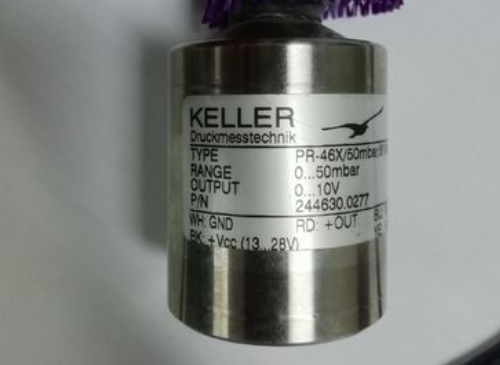 KELLER
Druckmesstechnik
TYPE PR-46X/50mbar
RANGE 0...50mbar
OUTPUT 0...10V
P/N 244630.0277
WH: GND RD: +OUT
BK: +Vcc (13...28V) YE